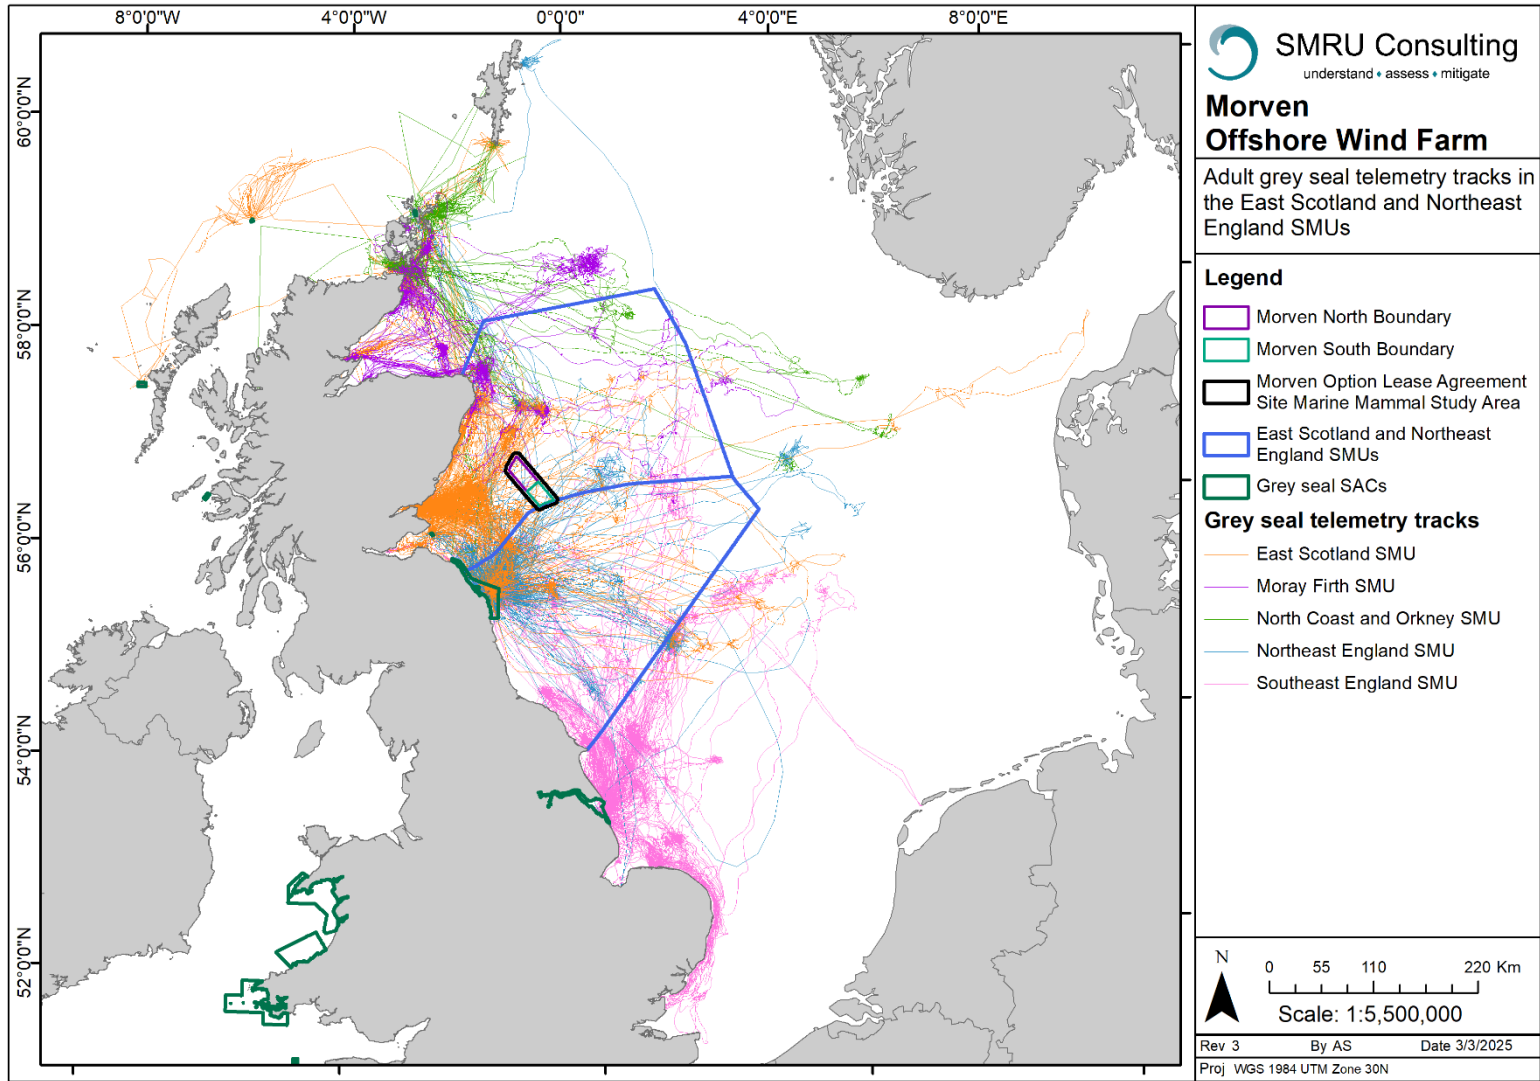 8°0'0"W
4°0'0"W
0°0'0"E
4°0'0"E
8°0'0"E
60°0'0"N
58°0'0"N
56°0'0"N
54°0'0"N
52°0'0"N
SMRU Consulting
understand • assess • mitigate
Morven
Offshore Wind Farm
Adult grey seal telemetry tracks in
the East Scotland and Northeast
England SMUs
Legend
Morven North Boundary
Morven South Boundary
Morven Option Lease Agreement
Site Marine Mammal Study Area
East Scotland and Northeast
England SMUs
Grey seal SACs
Grey seal telemetry tracks
East Scotland SMU
Moray Firth SMU
North Coast and Orkney SMU
Northeast England SMU
Southeast England SMU
N
0 55 110 220 Km
Scale: 1:5,500,000
Rev 3 By AS Date 3/3/2025
Proj WGS 1984 UTM Zone 30N